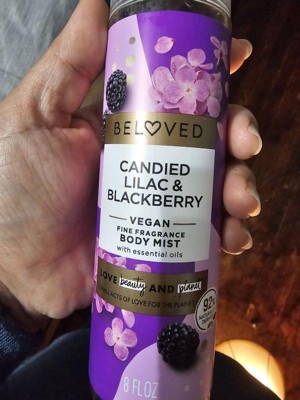 BELOVED
CANDIED
LILAC &
BLACKBERRY
VEGAN
FINE FRAGRANCE
BODY MIST
with essential oils
LOVE beauty AND planet
SMALL ACTS OF LOVE FOR THE PLANET
92%
8 FL OZ